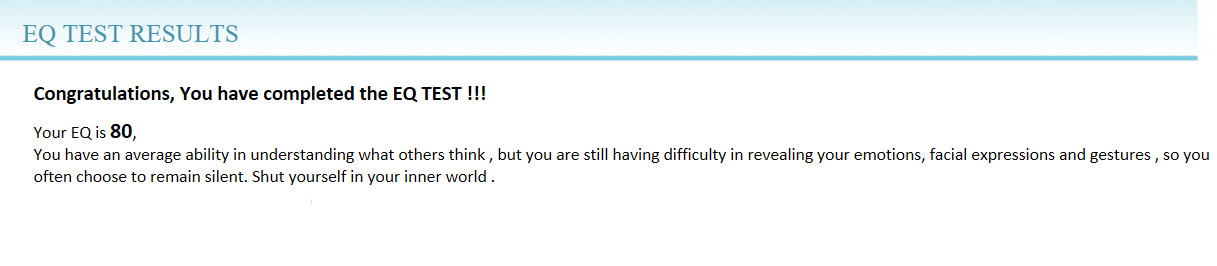 EQ TEST RESULTS
Congratulations, You have completed the EQ TEST !!!
Your EQ is 80,
You have an average ability in understanding what others think , but you are still having difficulty in revealing your emotions, facial expressions and gestures , so you
often choose to remain silent. Shut yourself in your inner world .